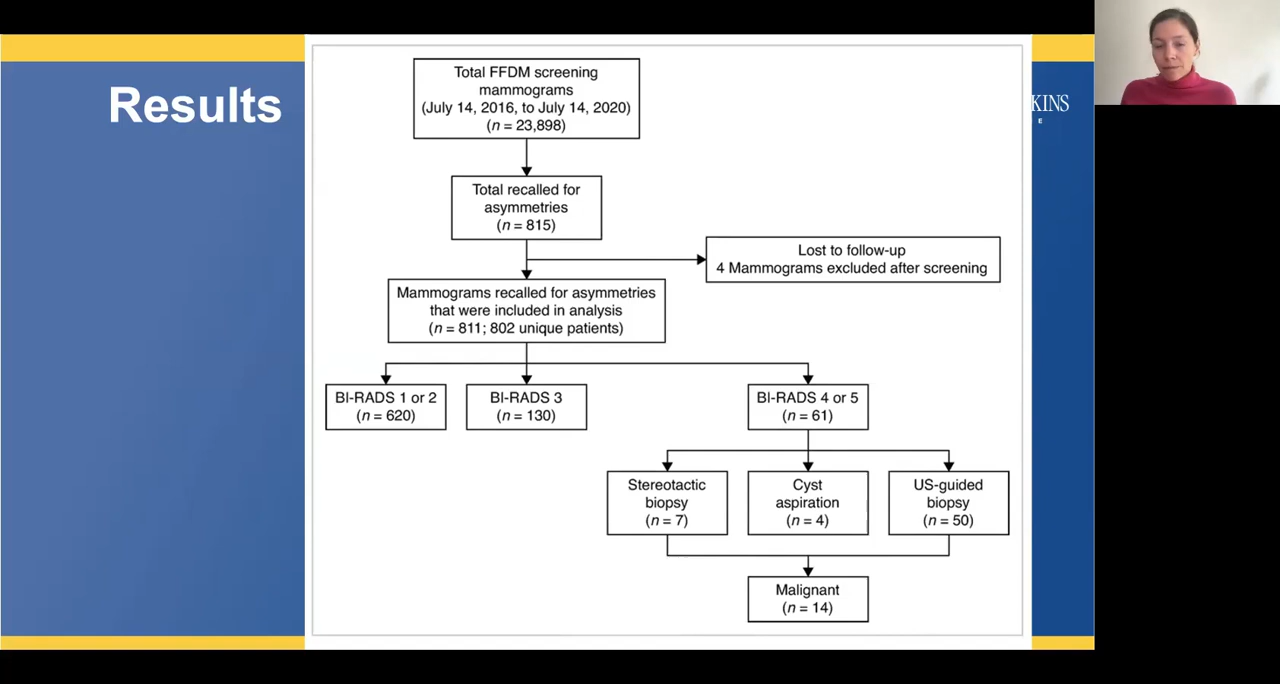 Results
KINS
E
Total FFDM screening
mammograms
(July 14, 2016, to July 14, 2020)
(n = 23,898)
Total recalled for
asymmetries
(n = 815)
Lost to follow-up
4 Mammograms excluded after screening
Mammograms recalled for asymmetries
that were included in analysis
(n = 811; 802 unique patients)
BI-RADS 1 or 2
(n = 620)
BI-RADS 3
(n = 130)
BI-RADS 4 or 5
(n = 61)
Stereotactic
biopsy
(n = 7)
Cyst
aspiration
(n = 4)
US-guided
biopsy
(n = 50)
Malignant
(n = 14)